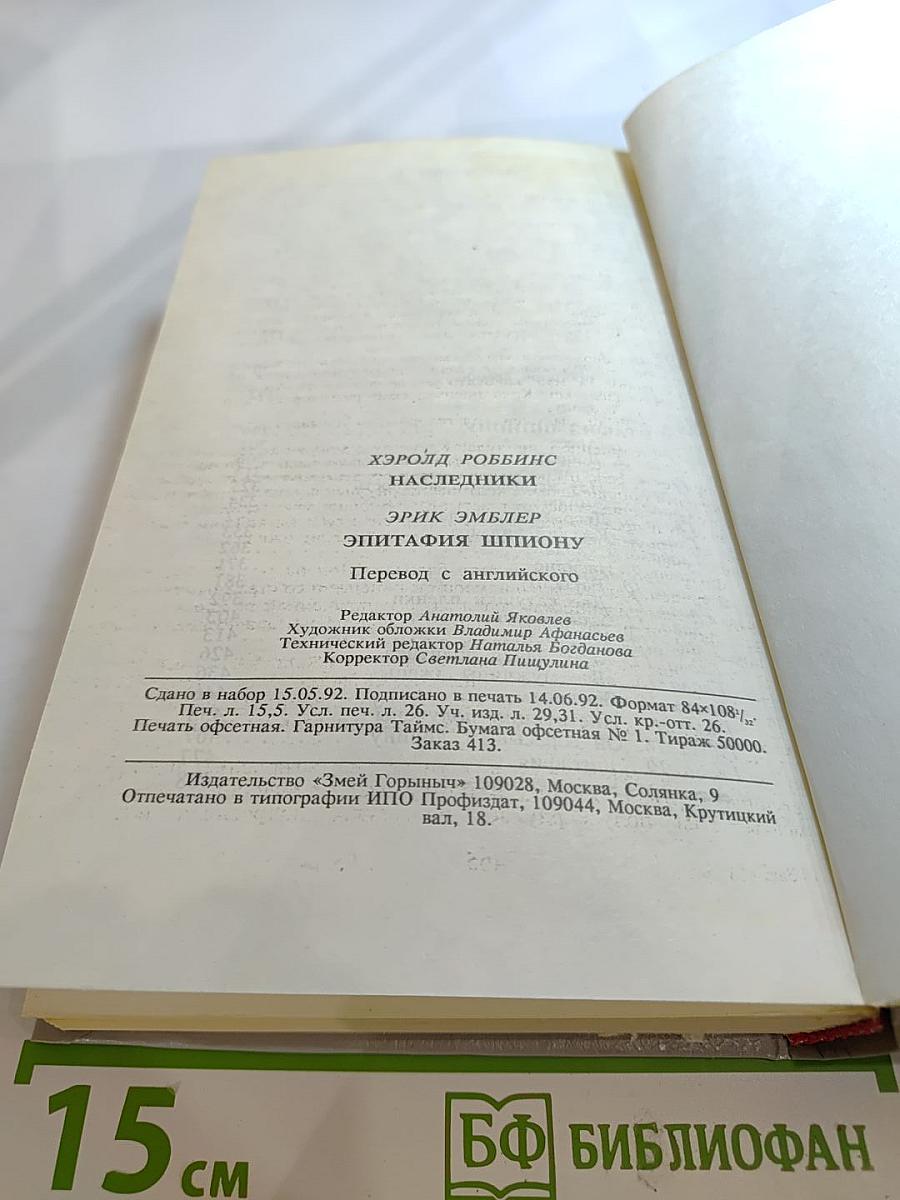 ХЭРОЛД РОББИНС
НАСЛЕДНИКИ
ЭРИК ЭМБЛЕР
ЭПИТАФИЯ ШПИОНУ
Перевод с английского
Редактор Анатолий Яковлев
Художник обложки Владимир Афанасьев
Технический редактор Наталья Богданова
Корректор Светлана Пищулина
Сдано в набор 15.05.92. Подписано в печать 14.06.92. Формат 84×108¹/₃₂.
Печ. л. 15,5. Усл. печ. л. 26. Уч. изд. л. 29,31. Усл. кр.-отт. 26.
Печать офсетная. Гарнитура Таймс. Бумага офсетная № 1. Тираж 50000.
Заказ 413.
Издательство «Змей Горыныч» 109028, Москва, Солянка, 9
Отпечатано в типографии ИПО Профиздат, 109044, Москва, Крутицкий
вал, 18.
15 см
БФ БИБЛИОФАН